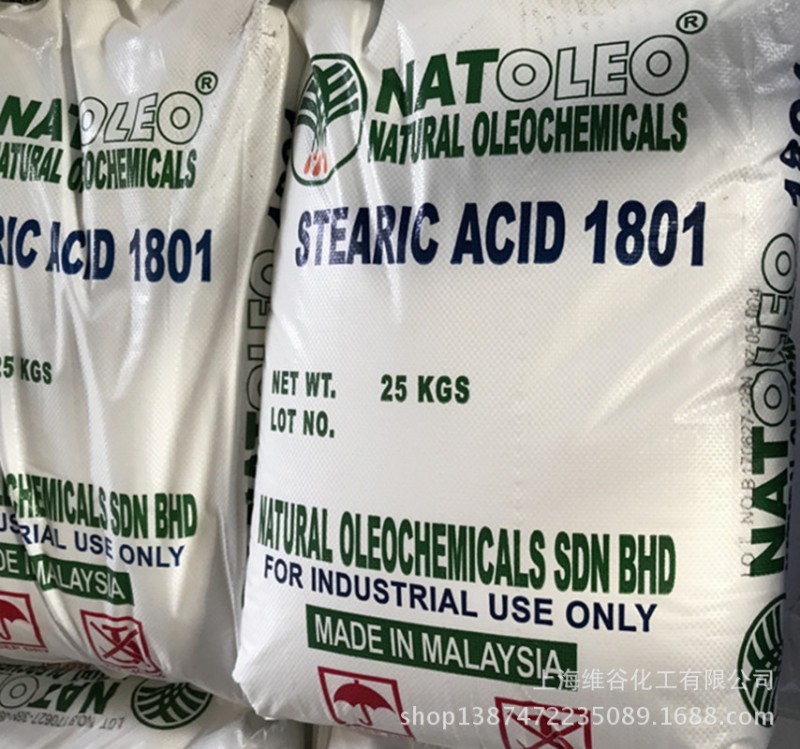 NATOLEO®
NATURAL OLEOCHEMICALS
RIC ACID 1801
25 KGS
SDN BHD
USE ONLY
MALAYSIA
NATOLEO®
NATURAL OLEOCHEMICALS
STEARIC ACID 1801
NET WT. 25 KGS
LOT NO.
NATURAL OLEOCHEMICALS SDN BHD
FOR INDUSTRIAL USE ONLY
MADE IN MALAYSIA
NATOLEO
上海维谷化工有限公司
shop1387472235089.1688.com